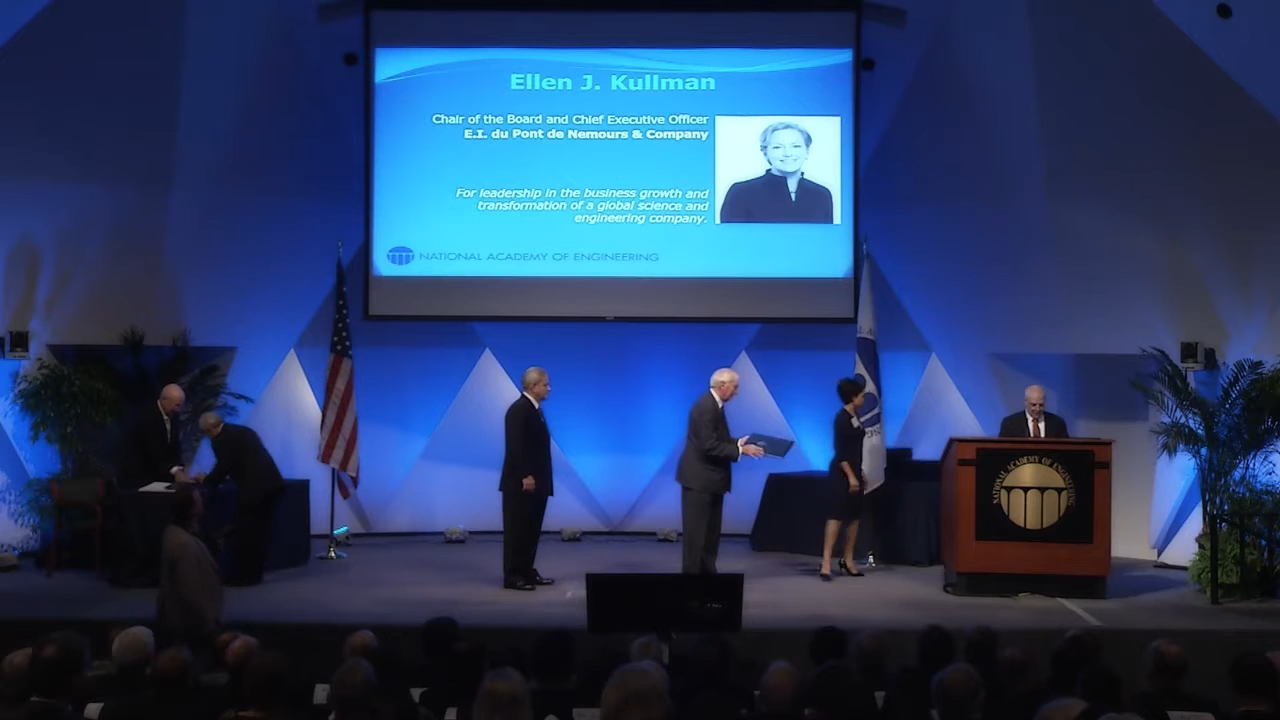 Ellen J. Kullman
Chair of the Board and Chief Executive Officer
E.I. du Pont de Nemours & Company
For leadership in the business growth and
transformation of a global science and
engineering company.
NATIONAL ACADEMY OF ENGINEERING
NATIONAL ACADEMY OF ENGINEERING